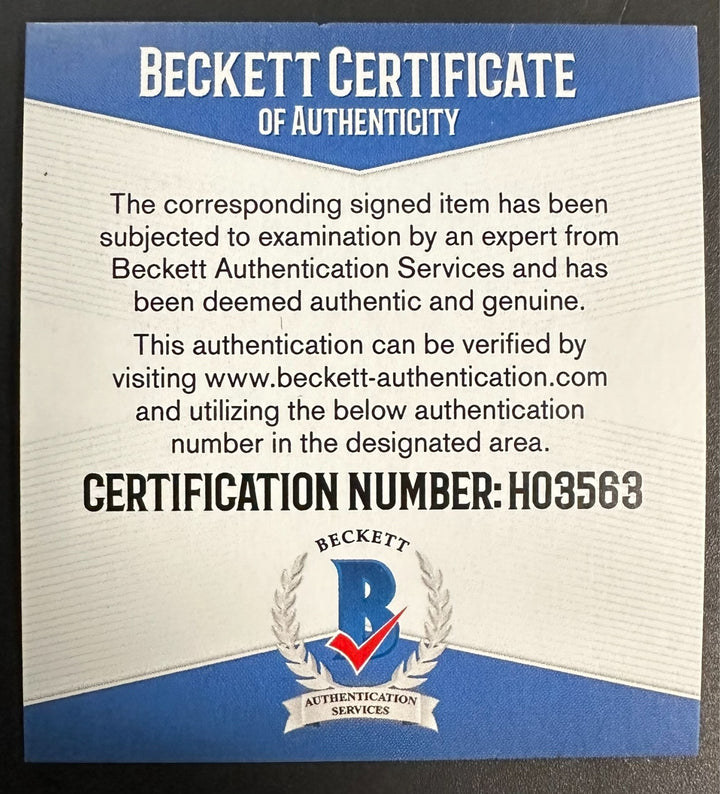 BECKETT CERTIFICATE
OF AUTHENTICITY
The corresponding signed item has been
subjected to examination by an expert from
Beckett Authentication Services and has
been deemed authentic and genuine.
This authentication can be verified by
visiting www.beckett-authentication.com
and utilizing the below authentication
number in the designated area.
CERTIFICATION NUMBER: H03563
BECKETT
B
AUTHENTICATION
SERVICES